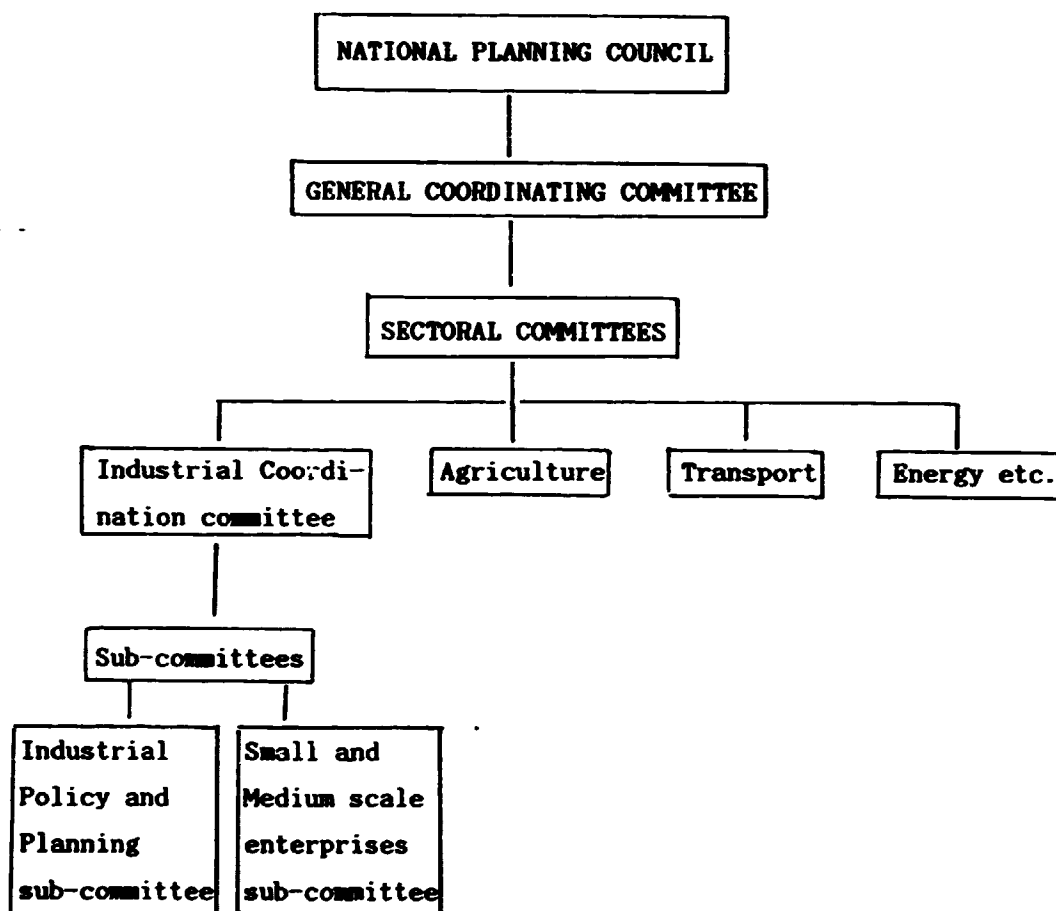 NATIONAL PLANNING COUNCIL
GENERAL COORDINATING COMMITTEE
SECTORAL COMMITTEES
Industrial Coordi-
nation committee
Agriculture
Transport
Energy etc.
Sub-committees
Industrial
Policy and
Planning
sub-committee
Small and
Medium scale
enterprises
sub-committee